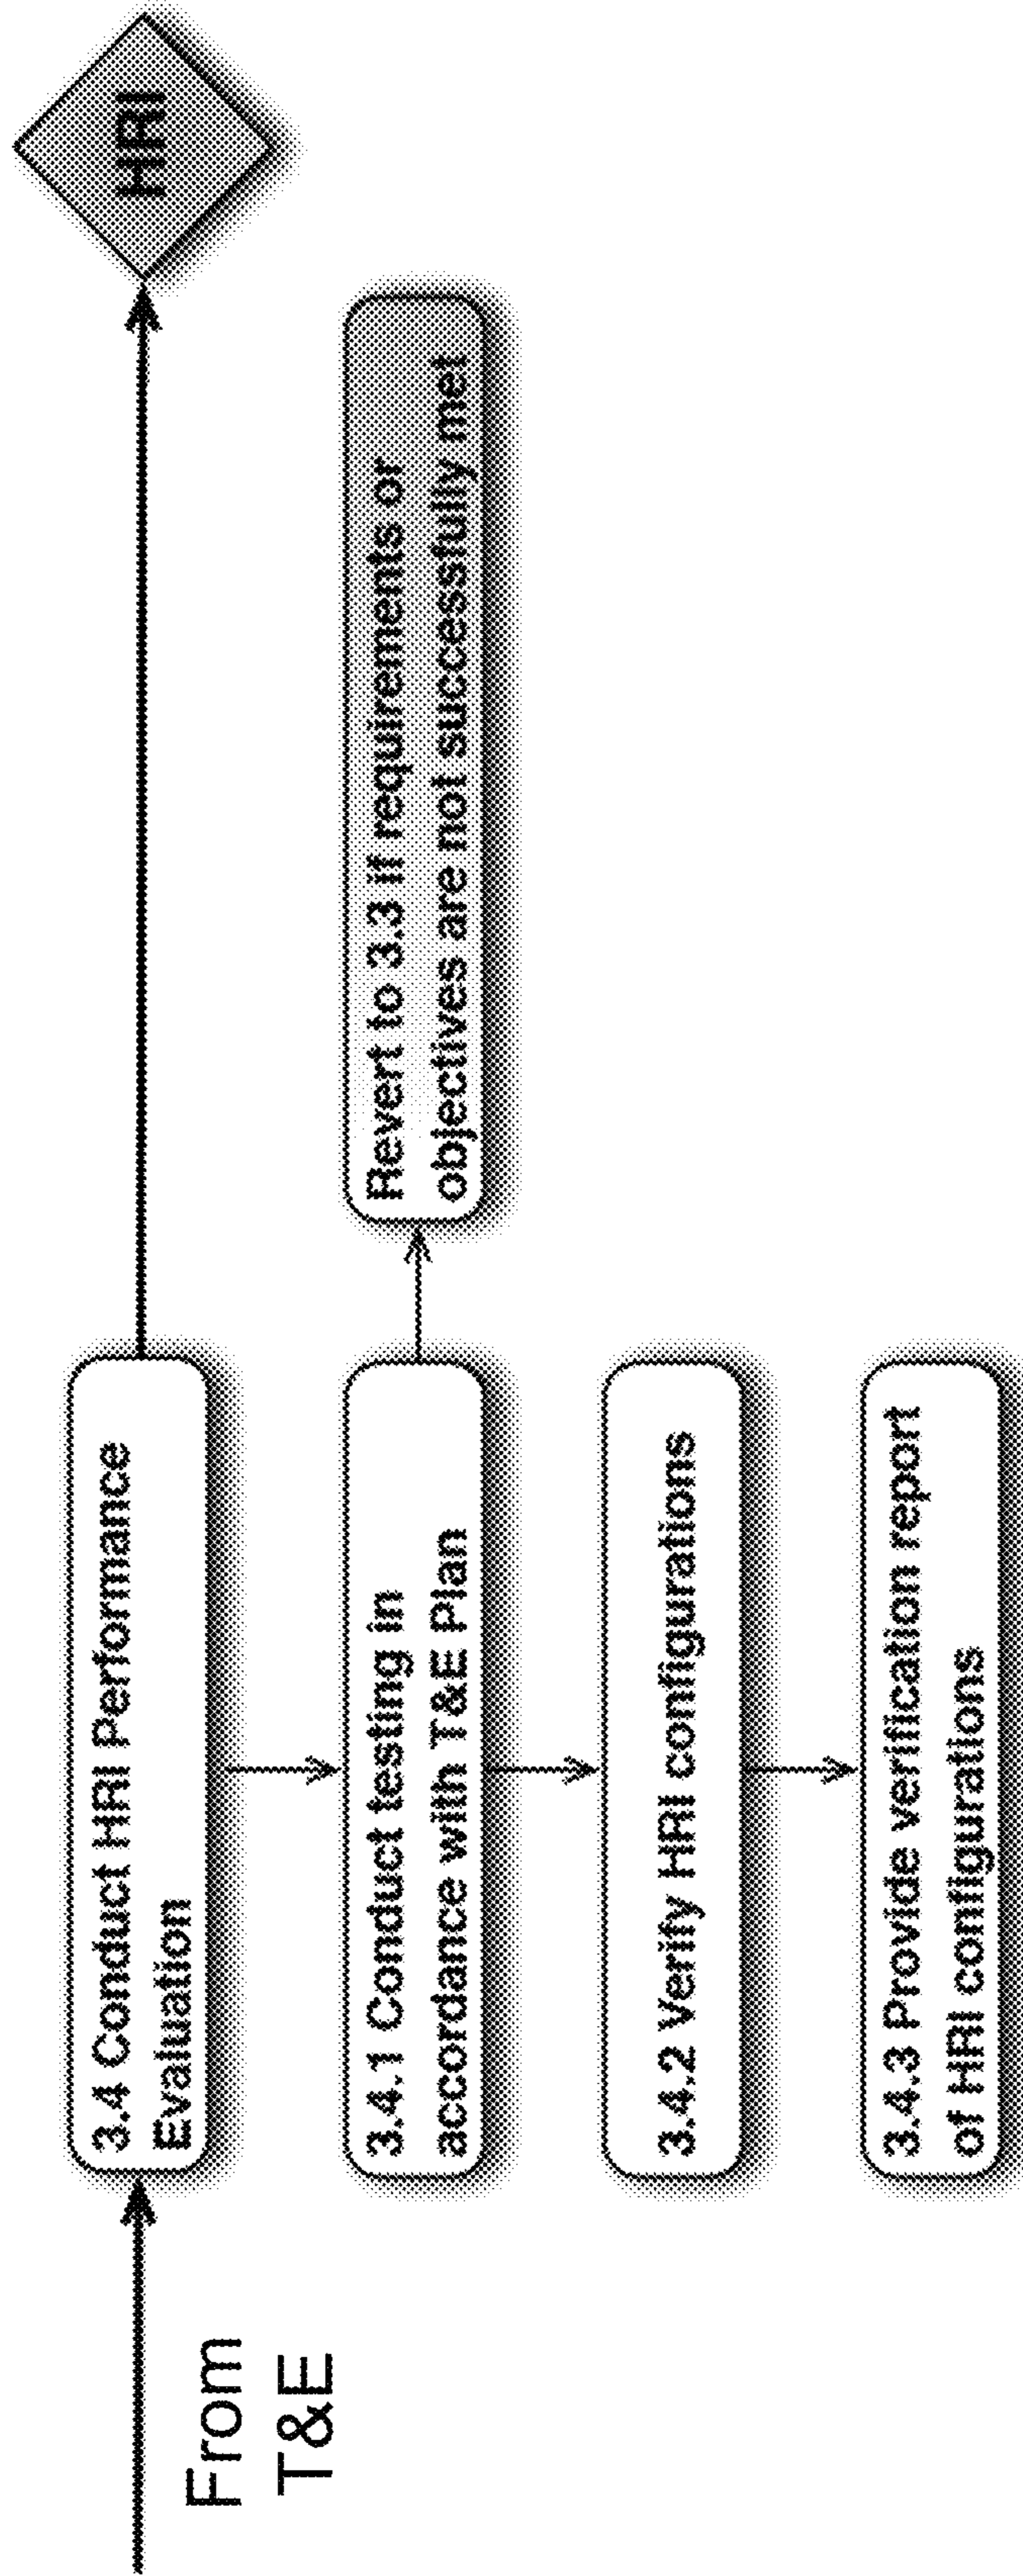 From
T&E
3.4 Conduct HRI Performance
Evaluation
HRI
3.4.1 Conduct testing in
accordance with T&E Plan
Revert to 3.3 if requirements or
objectives are not successfully met
3.4.2 Verify HRI configurations
3.4.3 Provide verification report
of HRI configurations